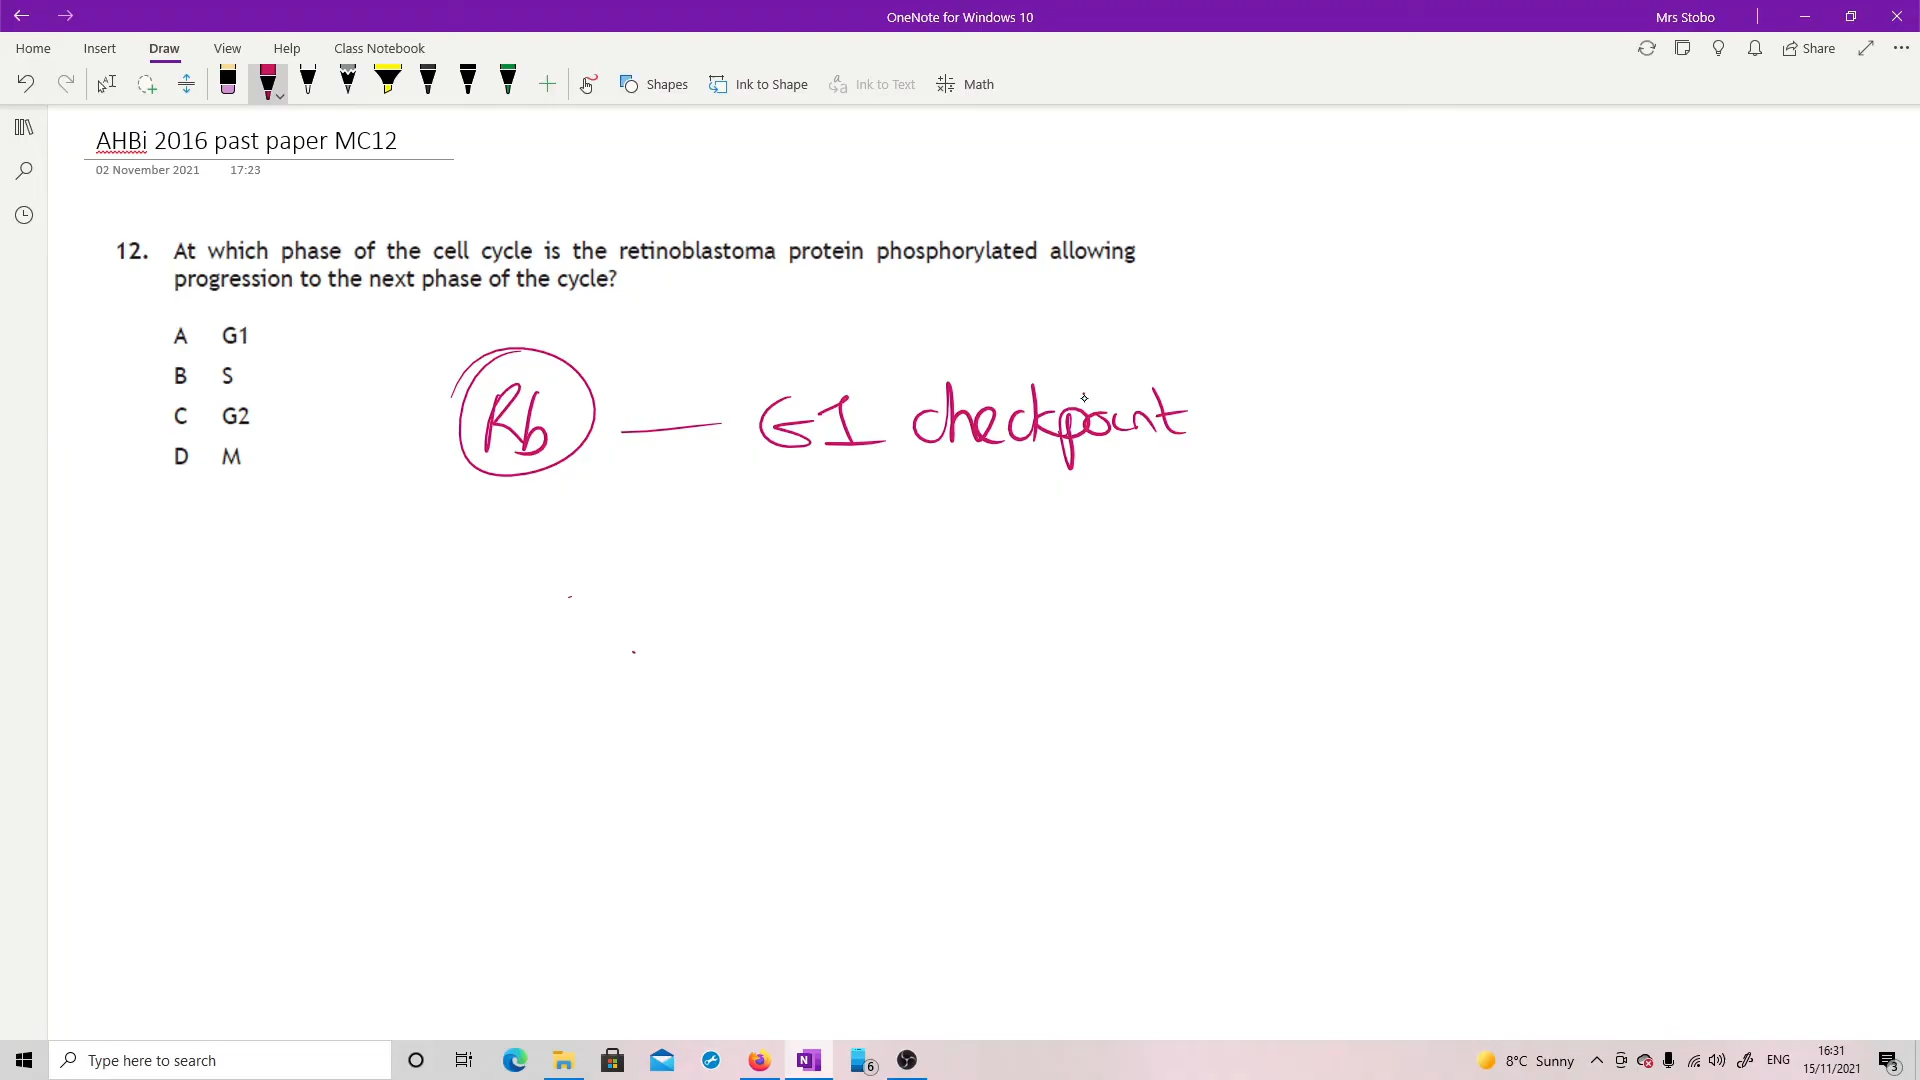 OneNote for Windows 10
Mrs Stobo
Home Insert Draw View Help Class Notebook
Share
Shapes Ink to Shape Ink to Text Math
AHBi 2016 past paper MC12
02 November 2021 17:23
12. At which phase of the cell cycle is the retinoblastoma protein phosphorylated allowing
progression to the next phase of the cycle?
A G1
B S
C G2
D M
Rb — G1 checkpoint
Type here to search
6
8°C Sunny
ENG
16:31
15/11/2021
3